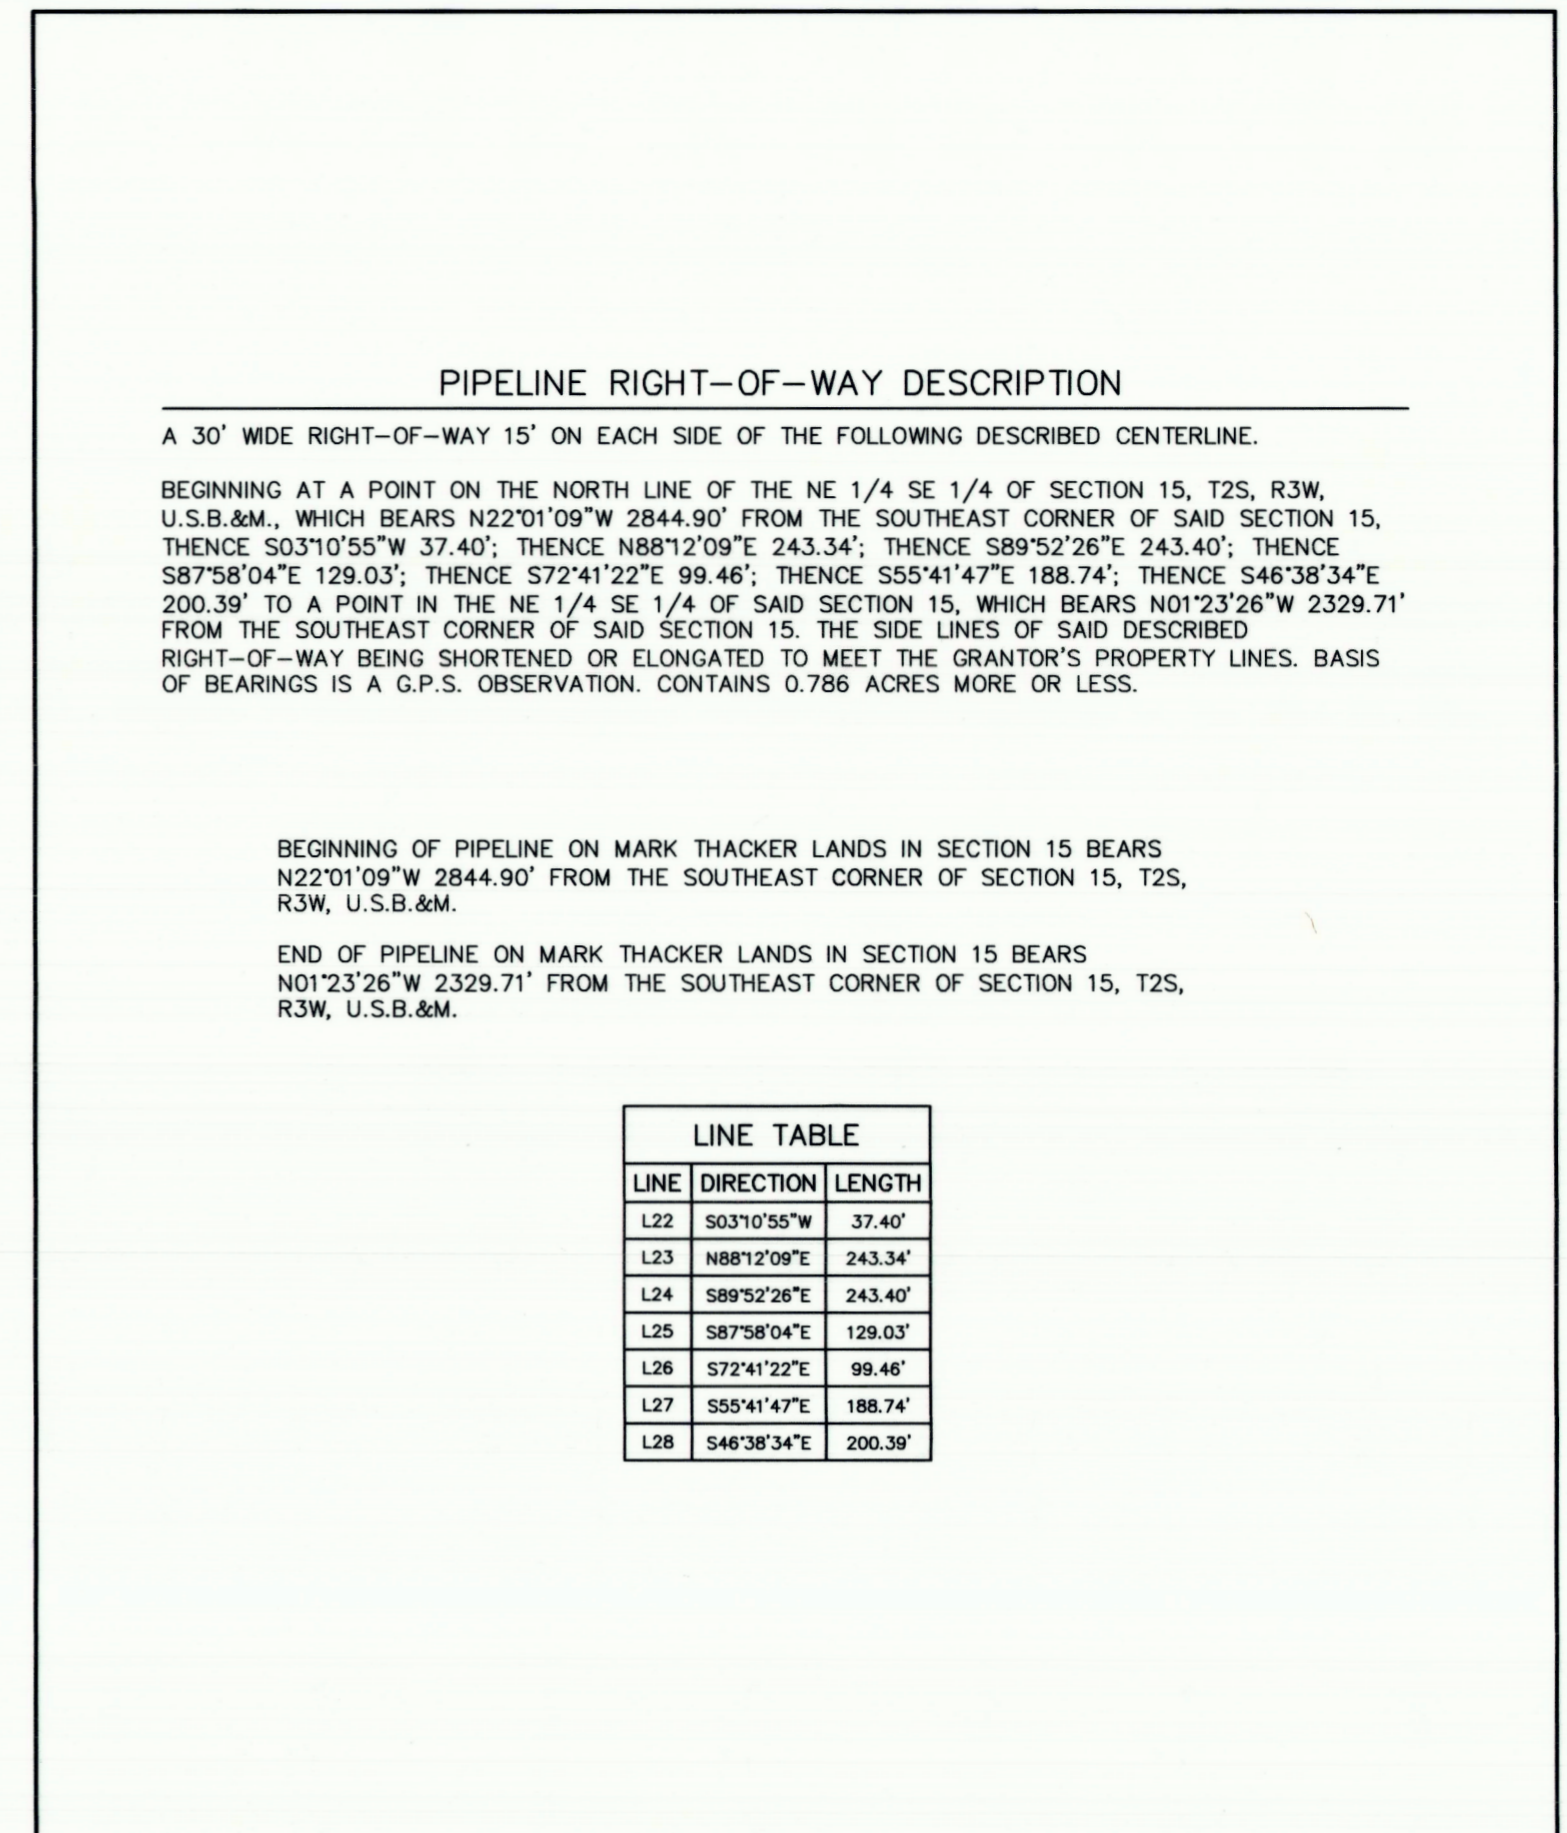 PIPELINE RIGHT-OF-WAY DESCRIPTION
A 30' WIDE RIGHT-OF-WAY 15' ON EACH SIDE OF THE FOLLOWING DESCRIBED CENTERLINE.
BEGINNING AT A POINT ON THE NORTH LINE OF THE NE 1/4 SE 1/4 OF SECTION 15, T2S, R3W,
U.S.B.&M., WHICH BEARS N22°01'09"W 2844.90' FROM THE SOUTHEAST CORNER OF SAID SECTION 15,
THENCE S03°10'55"W 37.40'; THENCE N88°12'09"E 243.34'; THENCE S89°52'26"E 243.40'; THENCE
S87°58'04"E 129.03'; THENCE S72°41'22"E 99.46'; THENCE S55°41'47"E 188.74'; THENCE S46°38'34"E
200.39' TO A POINT IN THE NE 1/4 SE 1/4 OF SAID SECTION 15, WHICH BEARS N01°23'26"W 2329.71'
FROM THE SOUTHEAST CORNER OF SAID SECTION 15. THE SIDE LINES OF SAID DESCRIBED
RIGHT-OF-WAY BEING SHORTENED OR ELONGATED TO MEET THE GRANTOR'S PROPERTY LINES. BASIS
OF BEARINGS IS A G.P.S. OBSERVATION. CONTAINS 0.786 ACRES MORE OR LESS.
BEGINNING OF PIPELINE ON MARK THACKER LANDS IN SECTION 15 BEARS
N22°01'09"W 2844.90' FROM THE SOUTHEAST CORNER OF SECTION 15, T2S,
R3W, U.S.B.&M.
END OF PIPELINE ON MARK THACKER LANDS IN SECTION 15 BEARS
N01°23'26"W 2329.71' FROM THE SOUTHEAST CORNER OF SECTION 15, T2S,
R3W, U.S.B.&M.
LINE TABLE
LINE DIRECTION LENGTH
L22 S03°10'55"W 37.40'
L23 N88°12'09"E 243.34'
L24 S89°52'26"E 243.40'
L25 S87°58'04"E 129.03'
L26 S72°41'22"E 99.46'
L27 S55°41'47"E 188.74'
L28 S46°38'34"E 200.39'